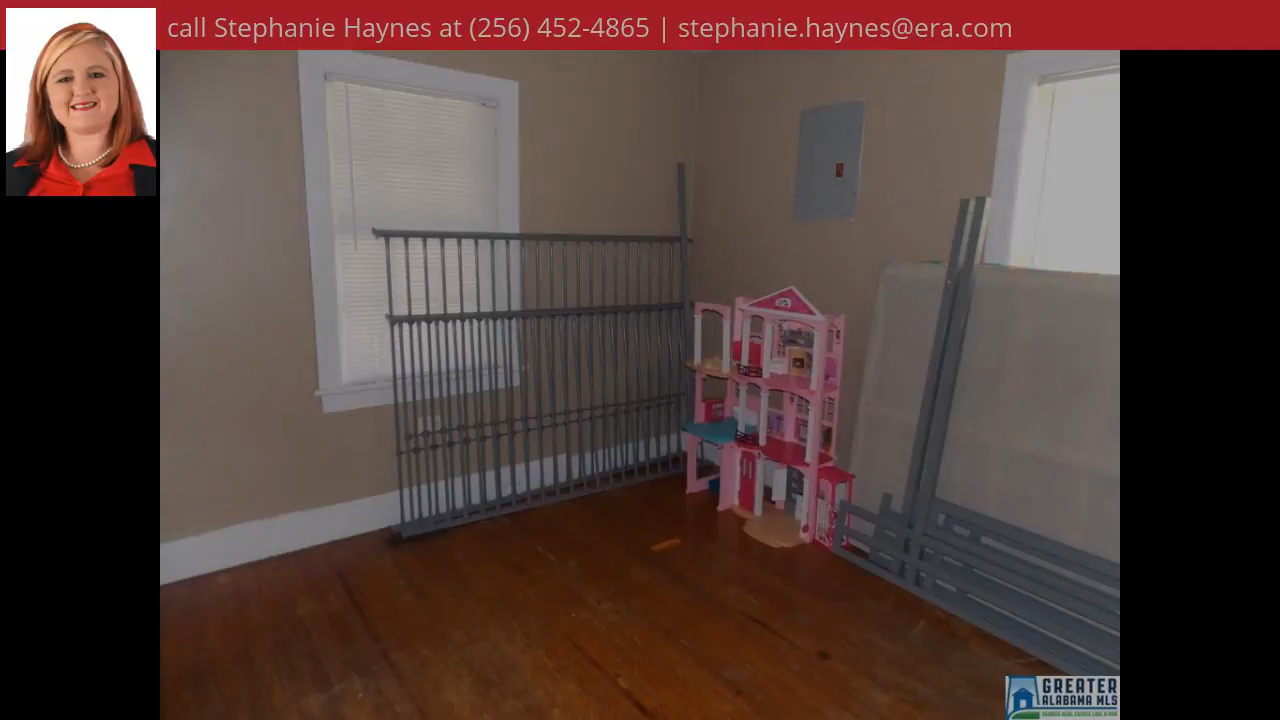 call Stephanie Haynes at (256) 452-4865 | stephanie.haynes@era.com
GREATER
ALABAMA MLS